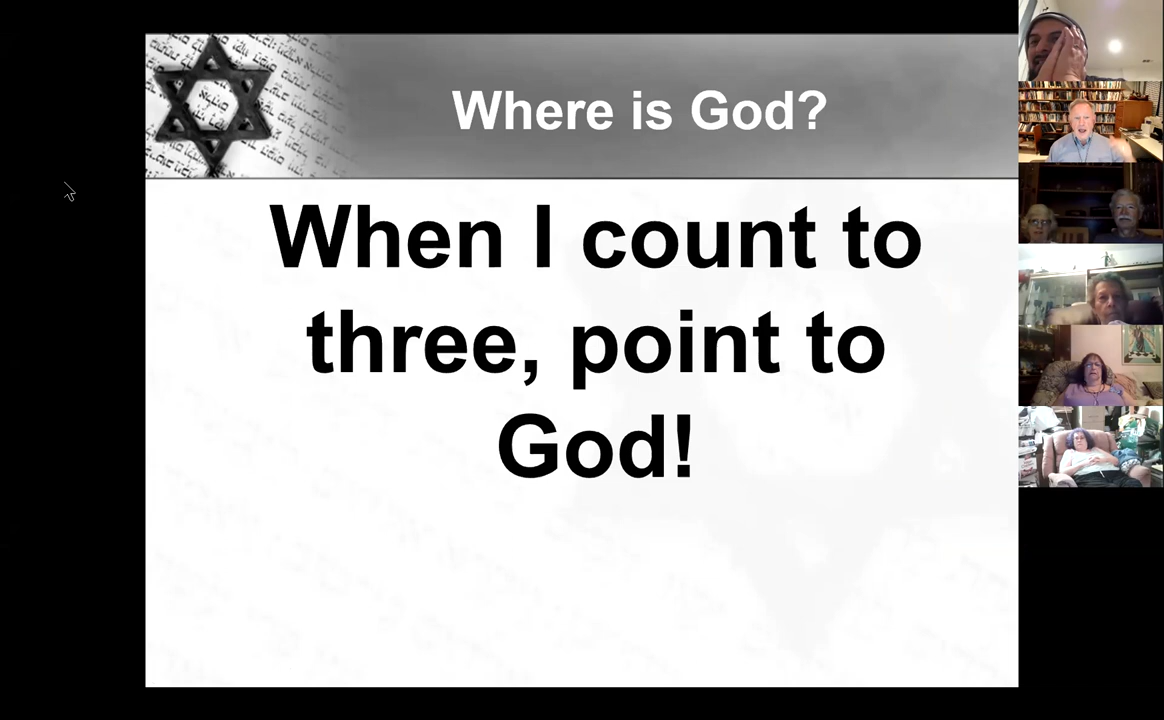 Where is God?
When I count to
three, point to
God!